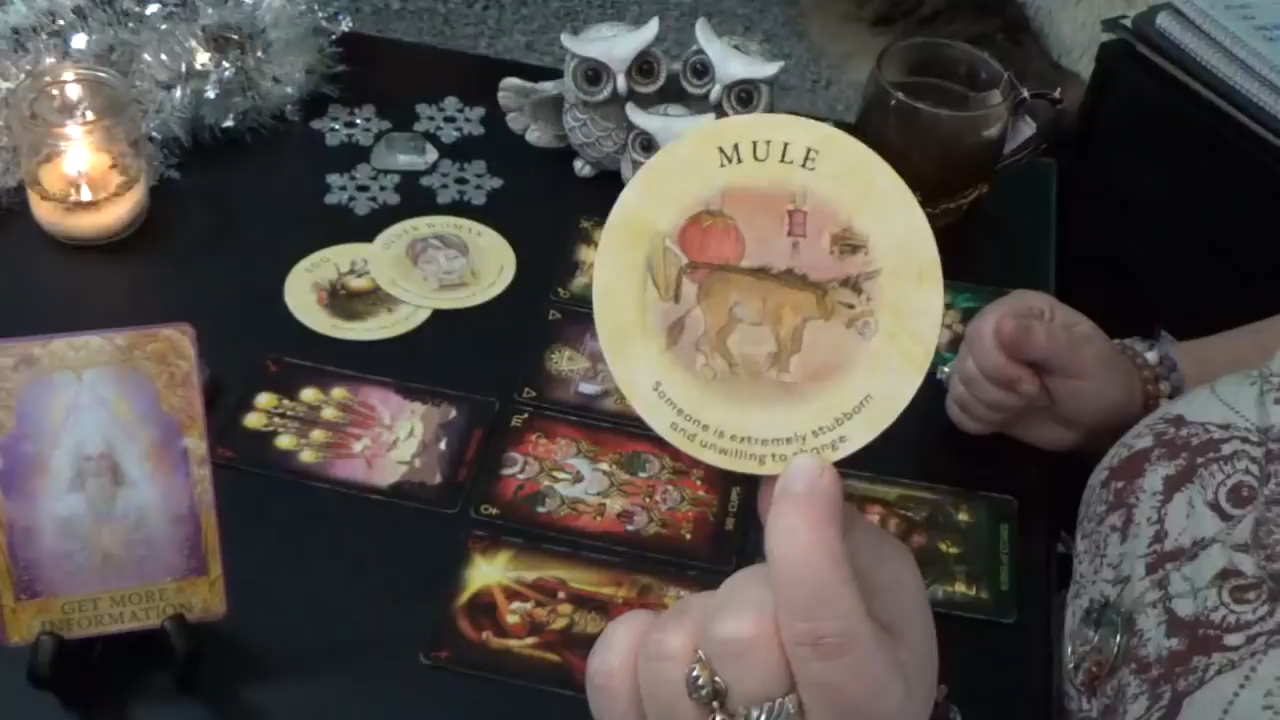 MULE
Someone is extremely stubborn
and unwilling to change.
OLDER WOMAN
EGG
GET MORE
INFORMATION